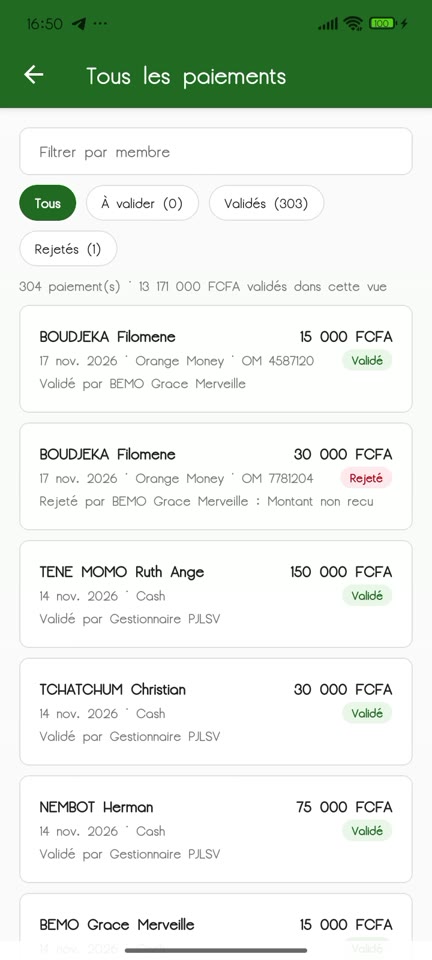 16:50
100
Tous les paiements
Filtrer par membre
Tous
À valider (0)
Validés (303)
Rejetés (1)
304 paiement(s) · 13 171 000 FCFA validés dans cette vue
BOUDJEKA Filomene 15 000 FCFA
17 nov. 2026 · Orange Money · OM 4587120 Validé
Validé par BEMO Grace Merveille
BOUDJEKA Filomene 30 000 FCFA
17 nov. 2026 · Orange Money · OM 7781204 Rejeté
Rejeté par BEMO Grace Merveille : Montant non recu
TENE MOMO Ruth Ange 150 000 FCFA
14 nov. 2026 · Cash Validé
Validé par Gestionnaire PJLSV
TCHATCHUM Christian 30 000 FCFA
14 nov. 2026 · Cash Validé
Validé par Gestionnaire PJLSV
NEMBOT Herman 75 000 FCFA
14 nov. 2026 · Cash Validé
Validé par Gestionnaire PJLSV
BEMO Grace Merveille 15 000 FCFA
14 nov. 2026 · Cash Validé